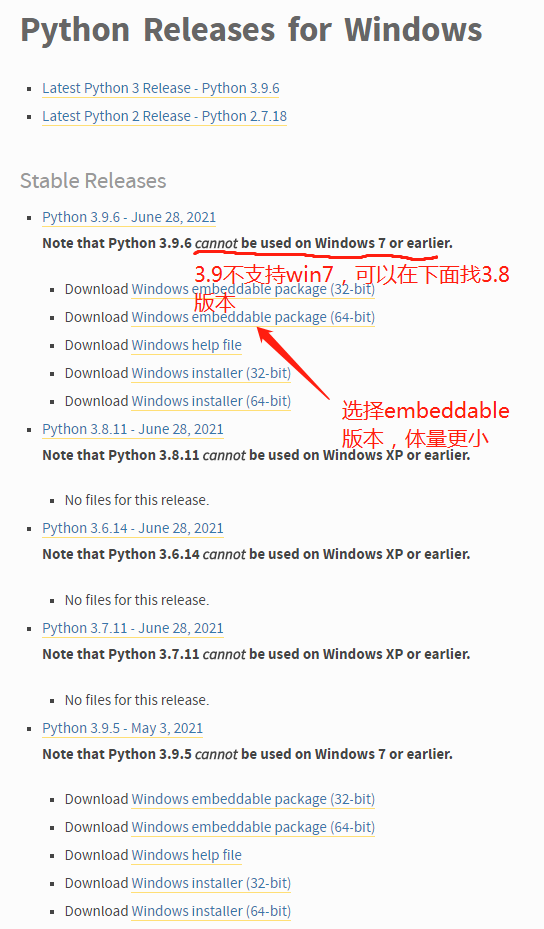 Python Releases for Windows
Latest Python 3 Release - Python 3.9.6
Latest Python 2 Release - Python 2.7.18
Stable Releases
Python 3.9.6 - June 28, 2021
Note that Python 3.9.6 cannot be used on Windows 7 or earlier.
3.9不支持win7，可以在下面找3.8
版本
Download Windows embeddable package (32-bit)
Download Windows embeddable package (64-bit)
Download Windows help file
Download Windows installer (32-bit)
Download Windows installer (64-bit)
选择embeddable
版本，体量更小
Python 3.8.11 - June 28, 2021
Note that Python 3.8.11 cannot be used on Windows XP or earlier.
No files for this release.
Python 3.6.14 - June 28, 2021
Note that Python 3.6.14 cannot be used on Windows XP or earlier.
No files for this release.
Python 3.7.11 - June 28, 2021
Note that Python 3.7.11 cannot be used on Windows XP or earlier.
No files for this release.
Python 3.9.5 - May 3, 2021
Note that Python 3.9.5 cannot be used on Windows 7 or earlier.
Download Windows embeddable package (32-bit)
Download Windows embeddable package (64-bit)
Download Windows help file
Download Windows installer (32-bit)
Download Windows installer (64-bit)